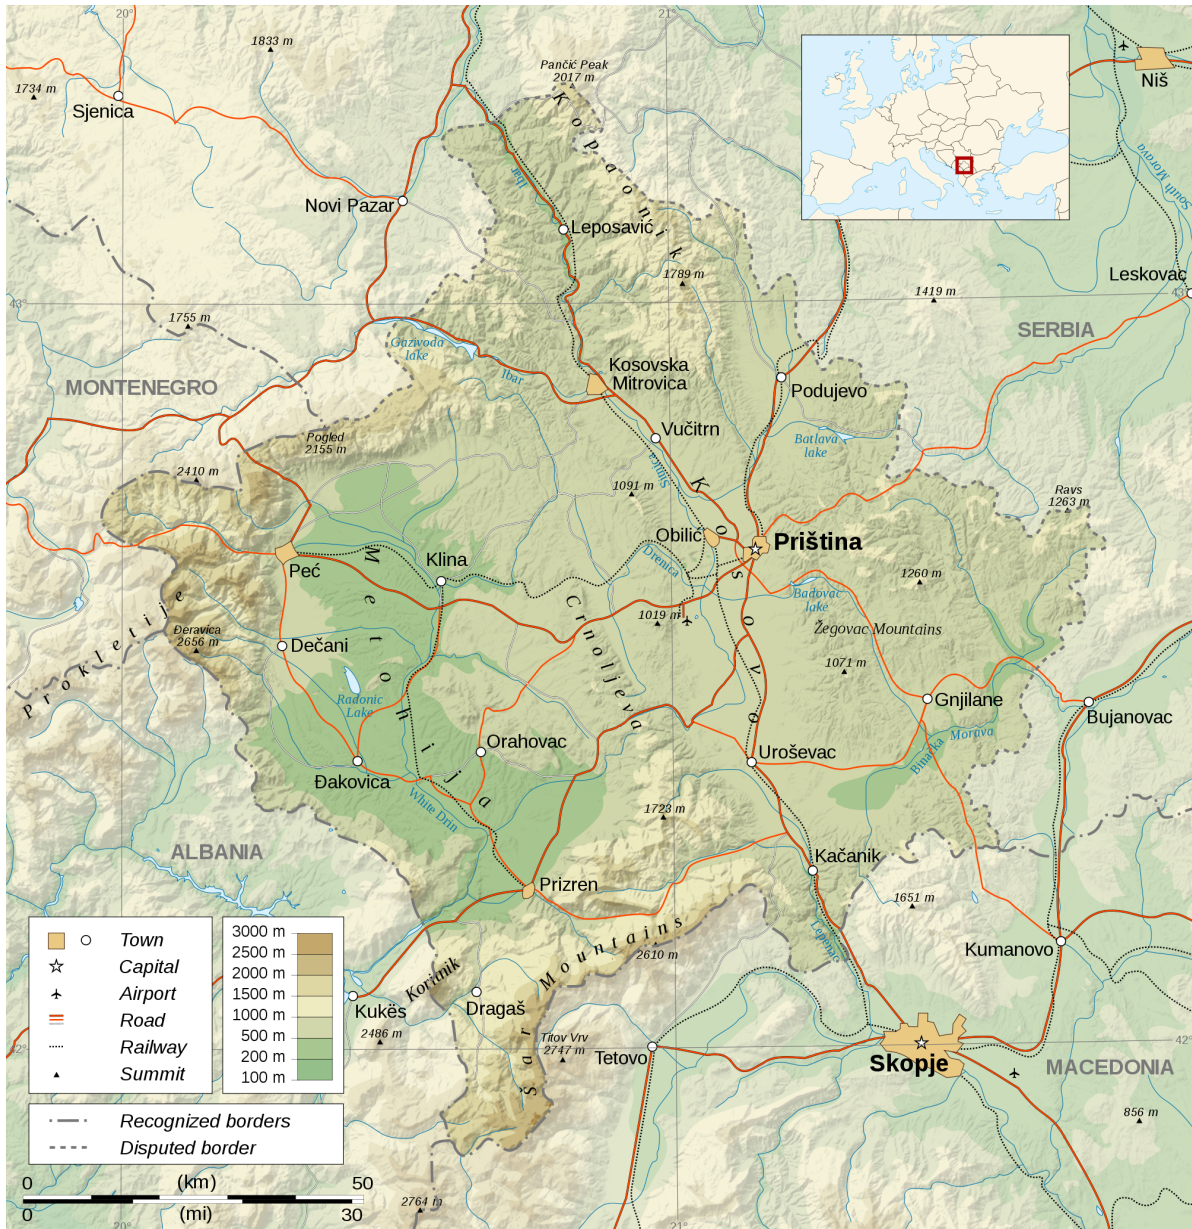 20°
21°
1833 m
Pančić Peak
2017 m
1734 m
Sjenica
Niš
South Morava
Kopaonik
Ibar
Novi Pazar
Leposavić
1789 m
Leskovac
43°
43°
1419 m
1755 m
SERBIA
Gazivoda
lake
Ibar
Kosovska
Mitrovica
MONTENEGRO
Podujevo
Vučitrn
Batlava
lake
Pogled
2155 m
2410 m
Sitnica
1091 m
Ravs
1263 m
Kosovo
Obilić
Priština
Drenica
Metohija
Klina
Peć
1260 m
Badovac
lake
Crnoljeva
1019 m
Žegovac Mountains
Prokletije
Đeravica
2656 m
Dečani
1071 m
Radonic
Lake
Gnjilane
Bujanovac
Binačka Morava
Orahovac
Uroševac
Đakovica
White Drin
1723 m
ALBANIA
Kačanik
Prizren
1651 m
Lepenac
Kumanovo
Šar Mountains
2610 m
Koritnik
Kukës
Dragaš
2486 m
Titov Vrv
2747 m
Tetovo
Skopje
42°
42°
MACEDONIA
856 m
2764 m
20°
21°
Town
Capital
Airport
Road
Railway
Summit
3000 m
2500 m
2000 m
1500 m
1000 m
500 m
200 m
100 m
Recognized borders
Disputed border
0 (km) 50
0 (mi) 30